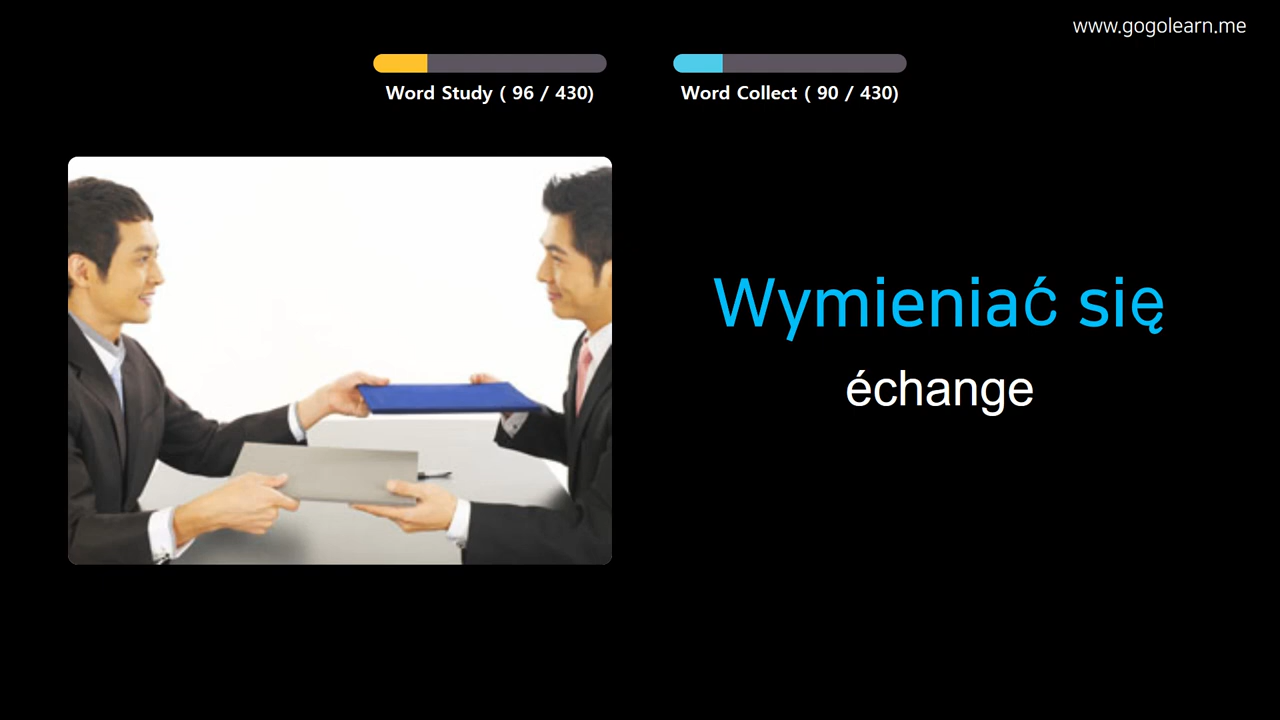 www.gogolearn.me
Word Study ( 96 / 430)
Word Collect ( 90 / 430)
Wymieniać się
échange